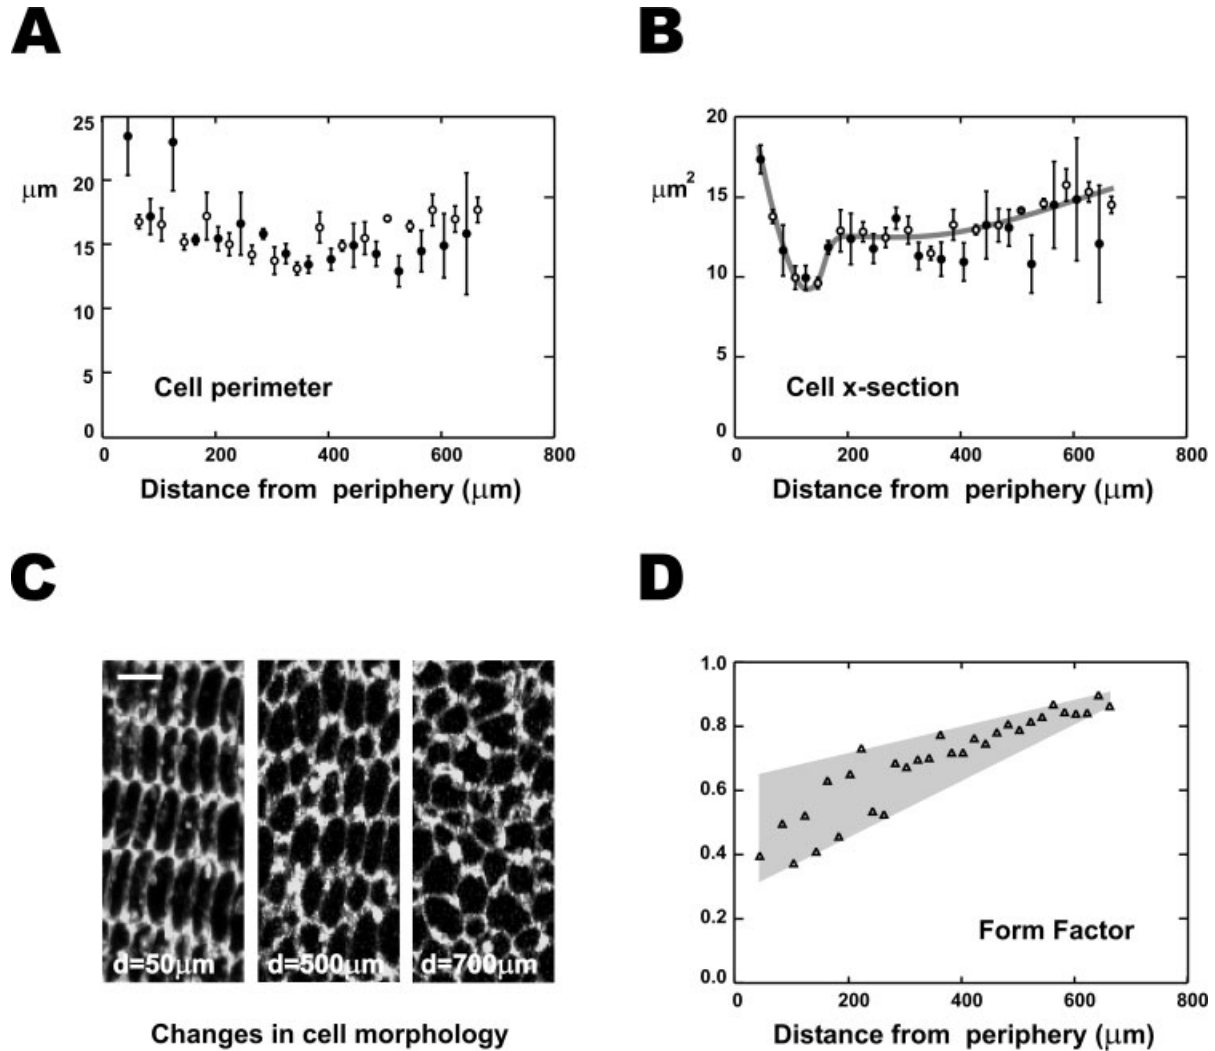 A
B
25
20
15
10
5
0
μm
Cell perimeter
0 200 400 600 800
Distance from periphery (μm)
20
15
10
5
0
μm²
Cell x-section
0 200 400 600 800
Distance from periphery (μm)
C
D
d=50μm d=500μm d=700μm
Changes in cell morphology
1.0
0.8
0.6
0.4
0.2
0.0
Form Factor
0 200 400 600 800
Distance from periphery (μm)